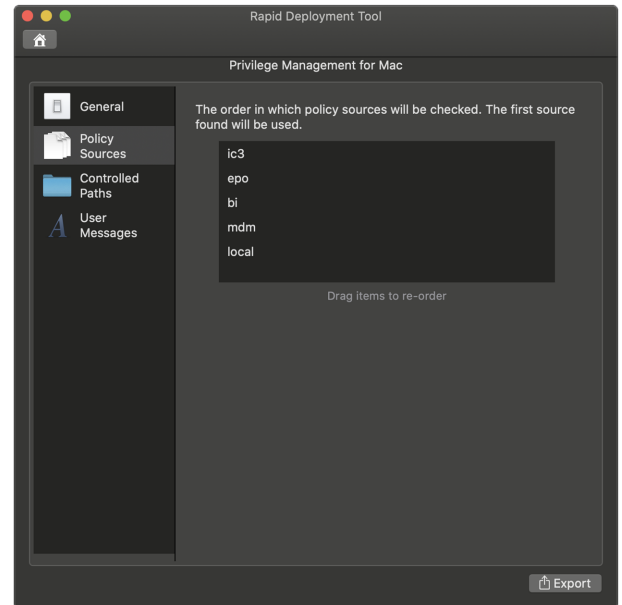 Rapid Deployment Tool
Privilege Management for Mac
General
Policy
Sources
Controlled
Paths
User
Messages
The order in which policy sources will be checked. The first source
found will be used.
ic3
epo
bi
mdm
local
Drag items to re-order
Export